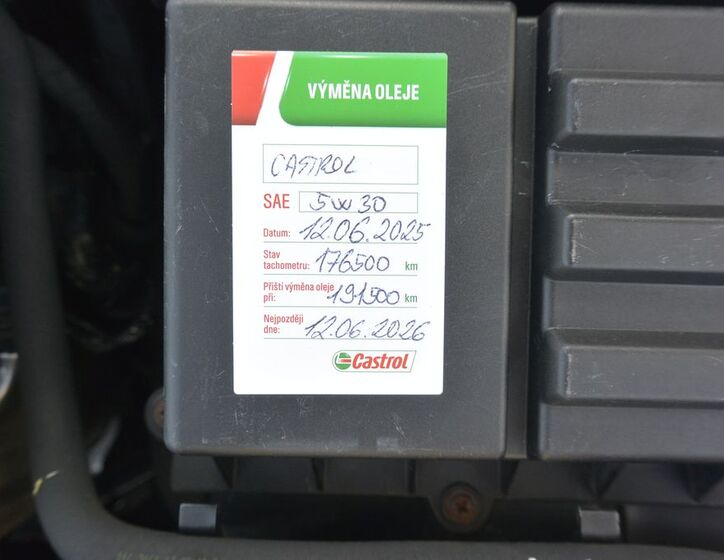 VÝMĚNA OLEJE
CASTROL
SAE 5W30
Datum: 12.06.2025
Stav
tachometru: 176500 km
Příští výměna oleje
při: 191500 km
Nejpozději
dne: 12.06.2026
Castrol